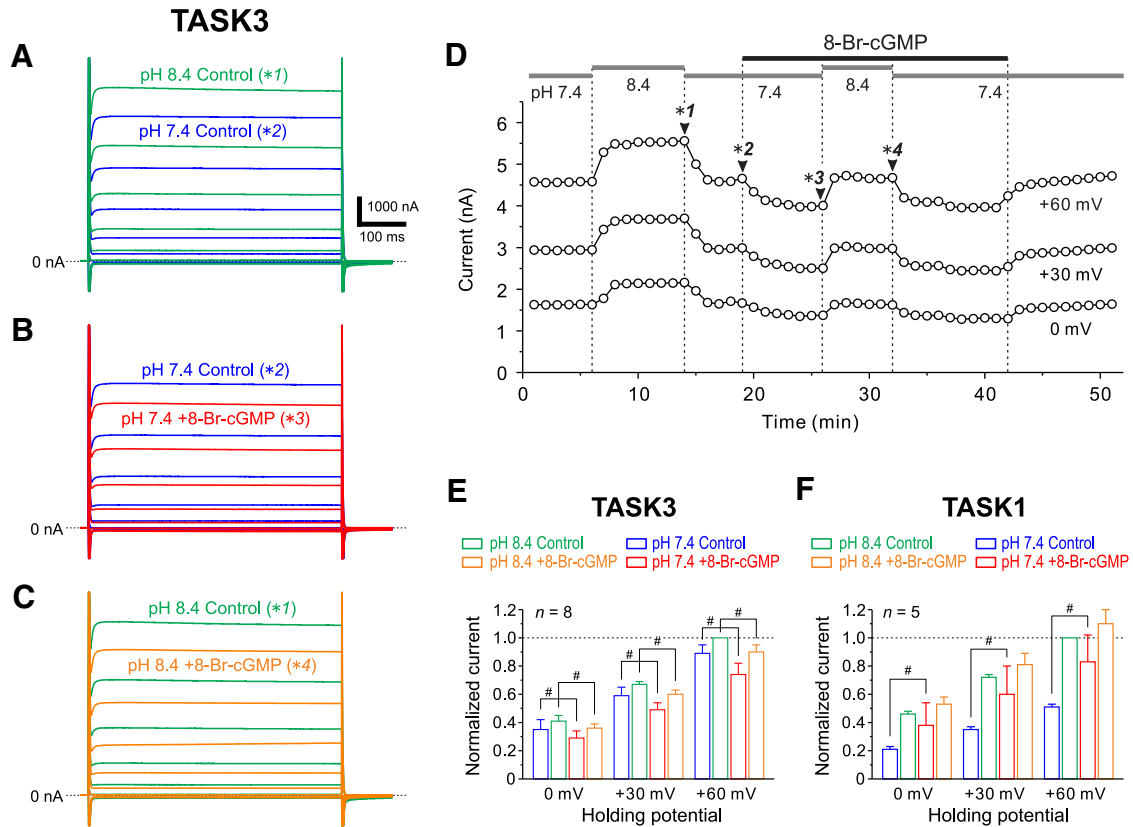 TASK3
A
pH 8.4 Control (*1)
pH 7.4 Control (*2)
1000 nA
100 ms
0 nA
B
pH 7.4 Control (*2)
pH 7.4 +8-Br-cGMP (*3)
0 nA
C
pH 8.4 Control (*1)
pH 8.4 +8-Br-cGMP (*4)
0 nA
D
8-Br-cGMP
pH 7.4 8.4 7.4 8.4 7.4
*1
*2
*3
*4
6
5
4
3
2
1
0
Current (nA)
+60 mV
+30 mV
0 mV
0 10 20 30 40 50
Time (min)
E
TASK3
pH 8.4 Control pH 7.4 Control
pH 8.4 +8-Br-cGMP pH 7.4 +8-Br-cGMP
n = 8
# # # # # #
1.2
1.0
0.8
0.6
0.4
0.2
0
Normalized current
0 mV +30 mV +60 mV
Holding potential
F
TASK1
pH 8.4 Control pH 7.4 Control
pH 8.4 +8-Br-cGMP pH 7.4 +8-Br-cGMP
n = 5
# # #
1.2
1.0
0.8
0.6
0.4
0.2
0
Normalized current
0 mV +30 mV +60 mV
Holding potential